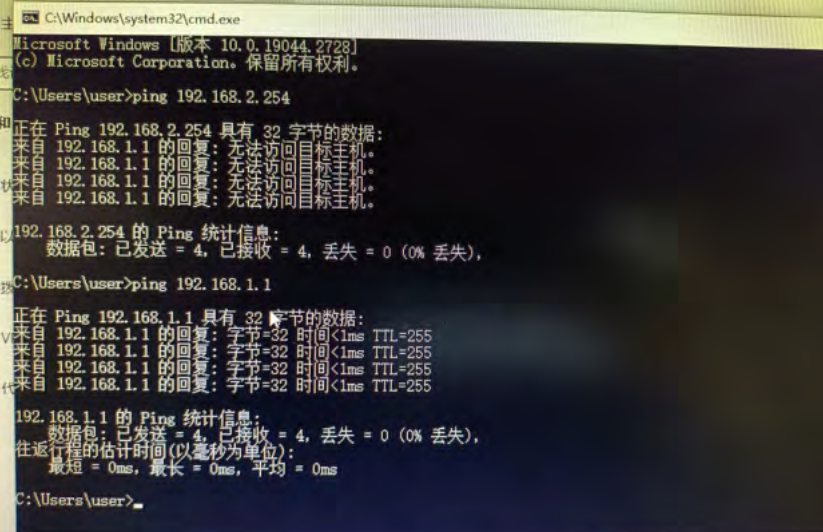 C:\Windows\system32\cmd.exe
Microsoft Windows [版本 10.0.19044.2728]
(c) Microsoft Corporation。保留所有权利。
C:\Users\user>ping 192.168.2.254
正在 Ping 192.168.2.254 具有 32 字节的数据:
来自 192.168.1.1 的回复: 无法访问目标主机。
来自 192.168.1.1 的回复: 无法访问目标主机。
来自 192.168.1.1 的回复: 无法访问目标主机。
来自 192.168.1.1 的回复: 无法访问目标主机。
192.168.2.254 的 Ping 统计信息:
数据包: 已发送 = 4，已接收 = 4，丢失 = 0 (0% 丢失)，
C:\Users\user>ping 192.168.1.1
正在 Ping 192.168.1.1 具有 32 字节的数据:
来自 192.168.1.1 的回复: 字节=32 时间<1ms TTL=255
来自 192.168.1.1 的回复: 字节=32 时间<1ms TTL=255
来自 192.168.1.1 的回复: 字节=32 时间<1ms TTL=255
来自 192.168.1.1 的回复: 字节=32 时间<1ms TTL=255
192.168.1.1 的 Ping 统计信息:
数据包: 已发送 = 4，已接收 = 4，丢失 = 0 (0% 丢失)，
往返行程的估计时间(以毫秒为单位):
最短 = 0ms，最长 = 0ms，平均 = 0ms
C:\Users\user>